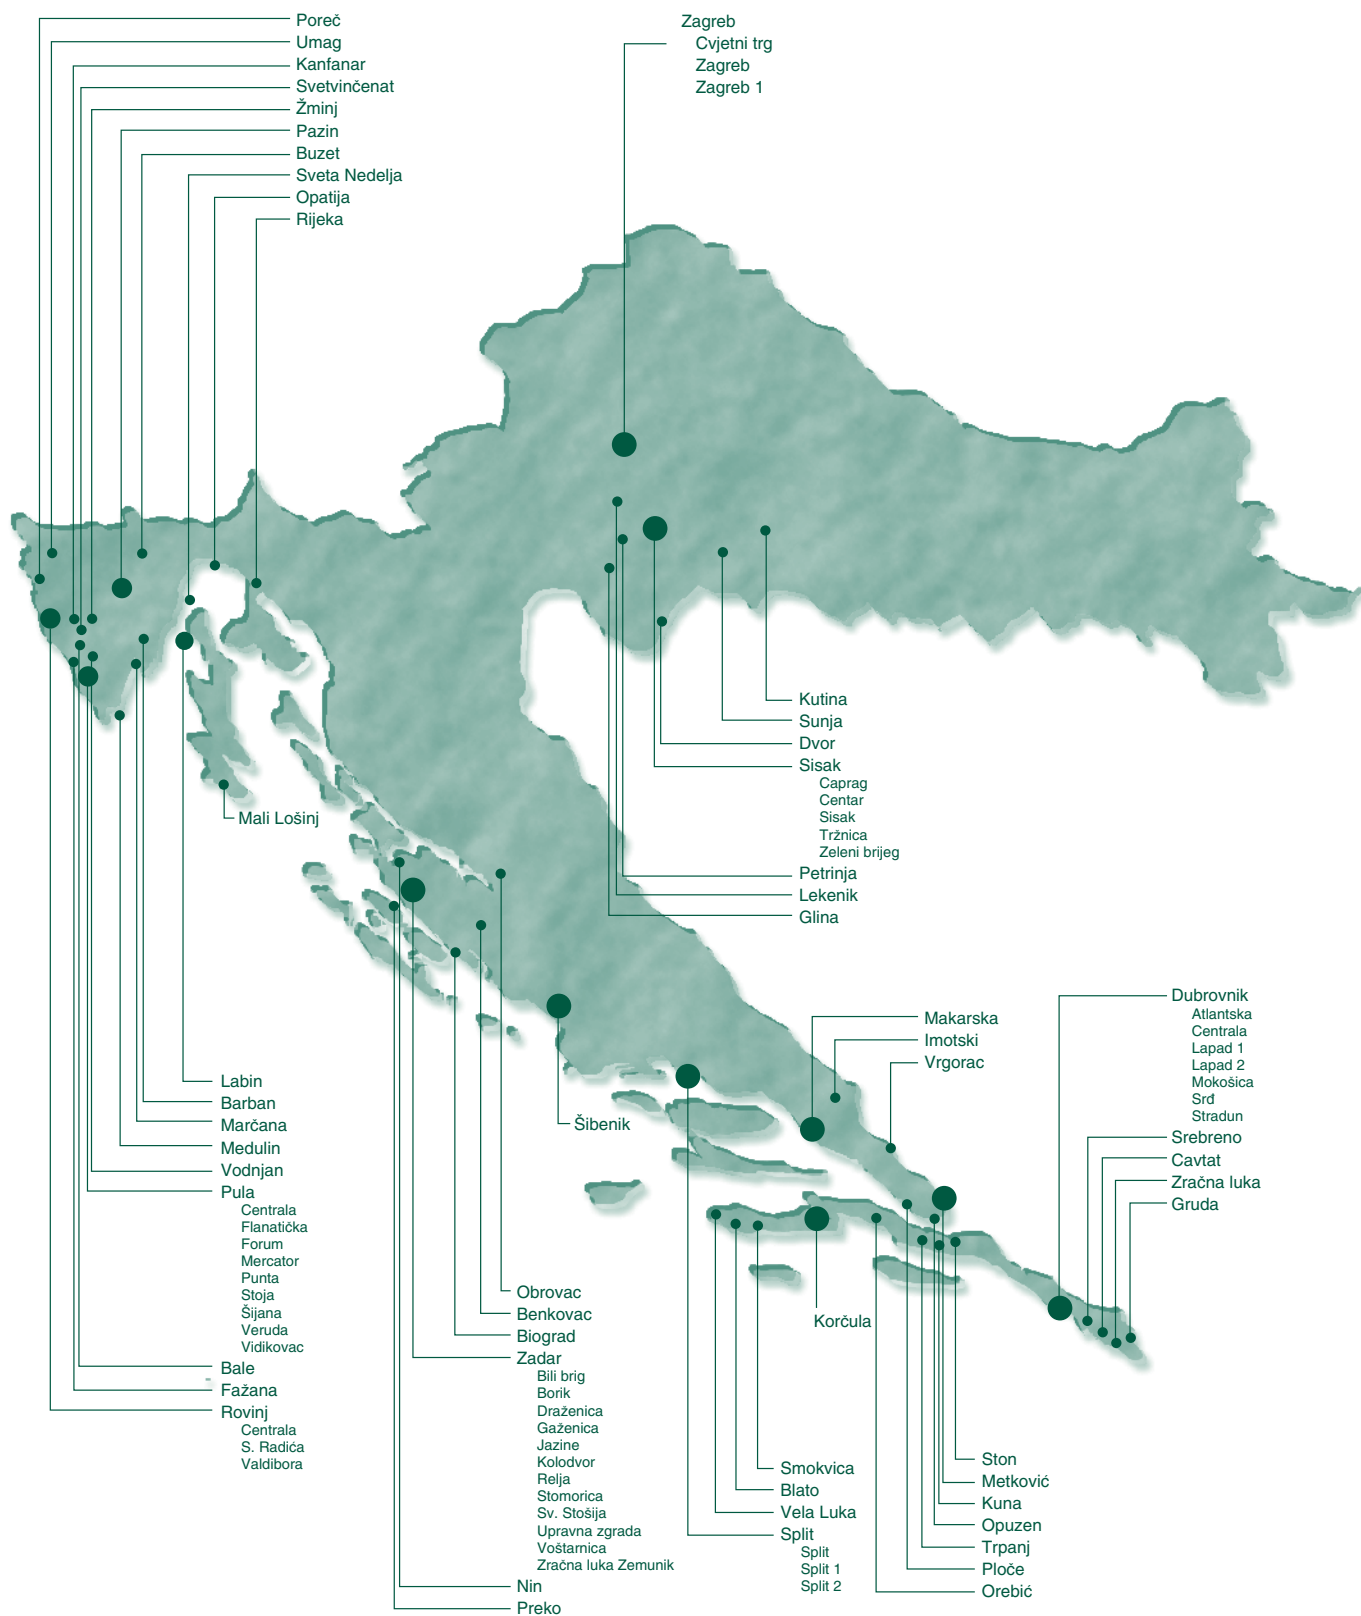 Poreč
Umag
Kanfanar
Svetvinčenat
Žminj
Pazin
Buzet
Sveta Nedelja
Opatija
Rijeka
Zagreb
Cvjetni trg
Zagreb
Zagreb 1
Kutina
Sunja
Dvor
Sisak
Caprag
Centar
Sisak
Tržnica
Zeleni brijeg
Petrinja
Lekenik
Glina
Mali Lošinj
Labin
Barban
Marčana
Medulin
Vodnjan
Pula
Centrala
Flanatička
Forum
Mercator
Punta
Stoja
Šijana
Veruda
Vidikovac
Bale
Fažana
Rovinj
Centrala
S. Radića
Valdibora
Šibenik
Obrovac
Benkovac
Biograd
Zadar
Bili brig
Borik
Draženica
Gaženica
Jazine
Kolodvor
Relja
Stomorica
Sv. Stošija
Upravna zgrada
Voštarnica
Zračna luka Zemunik
Nin
Preko
Makarska
Imotski
Vrgorac
Dubrovnik
Atlantska
Centrala
Lapad 1
Lapad 2
Mokošica
Srđ
Stradun
Srebreno
Cavtat
Zračna luka
Gruda
Korčula
Smokvica
Blato
Vela Luka
Split
Split
Split 1
Split 2
Ston
Metković
Kuna
Opuzen
Trpanj
Ploče
Orebić